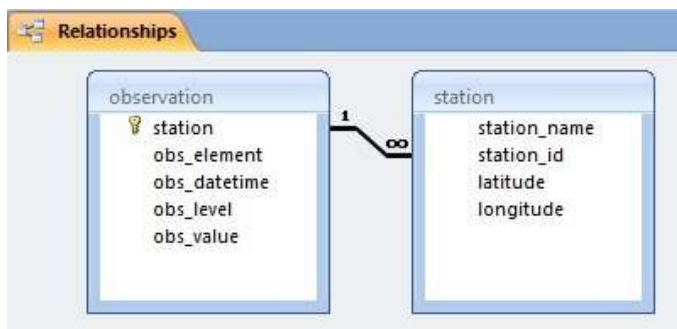 Relationships
observation
station
obs_element
obs_datetime
obs_level
obs_value
1
∞
station
station_name
station_id
latitude
longitude